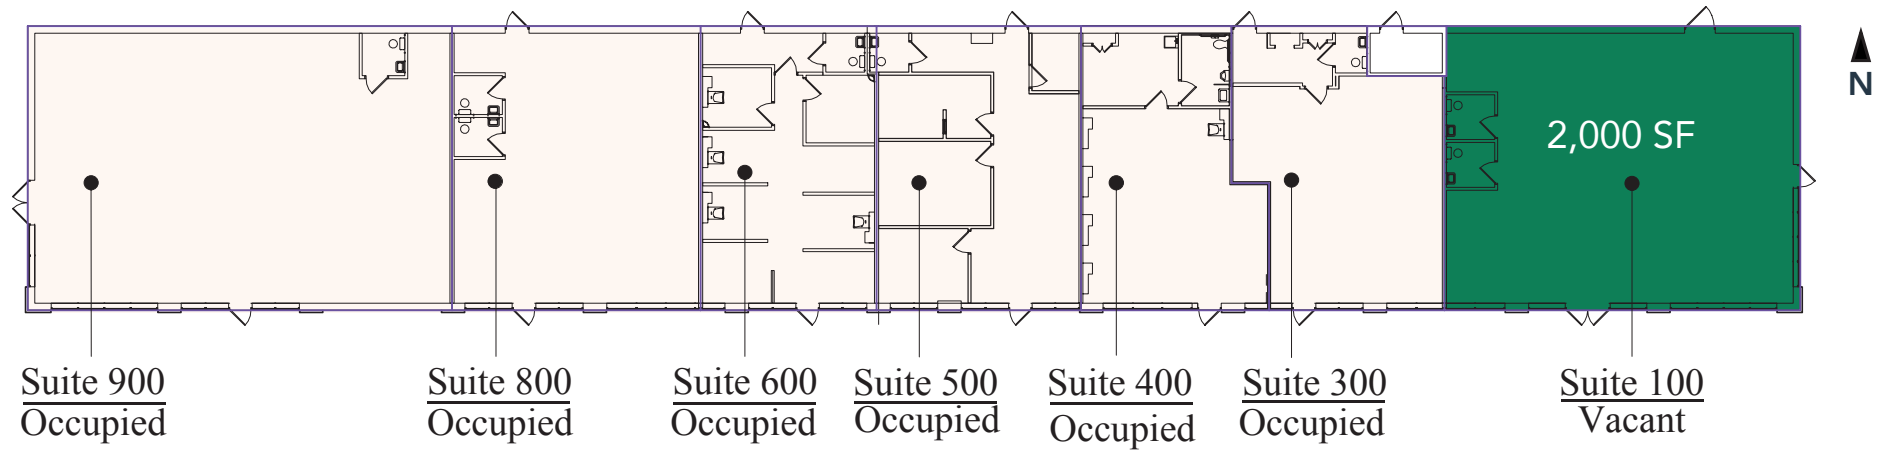 N
2,000 SF
Suite 900
Occupied
Suite 800
Occupied
Suite 600
Occupied
Suite 500
Occupied
Suite 400
Occupied
Suite 300
Occupied
Suite 100
Vacant